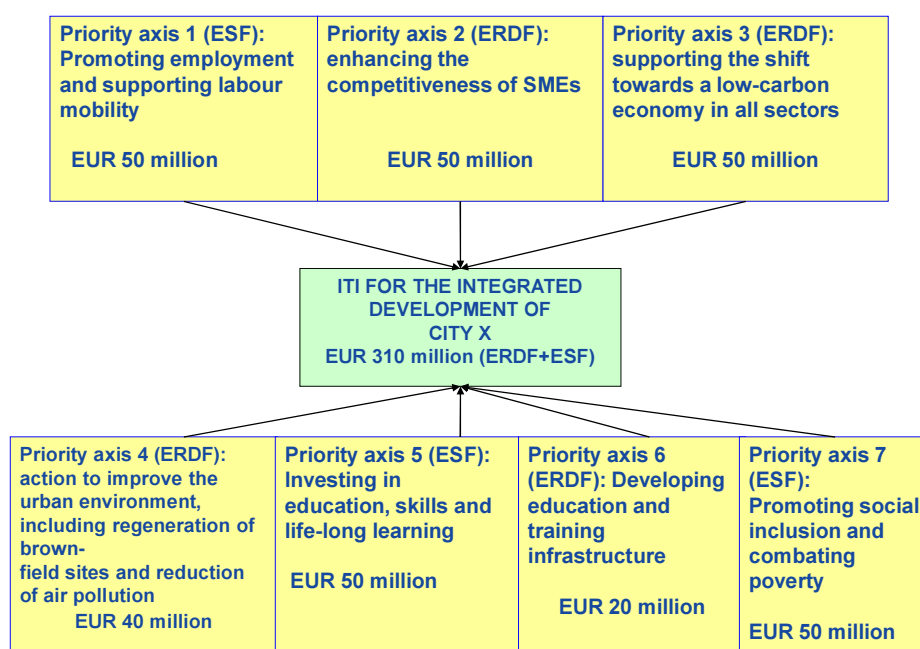 Priority axis 1 (ESF):
Promoting employment
and supporting labour
mobility
EUR 50 million
Priority axis 2 (ERDF):
enhancing the
competitiveness of SMEs
EUR 50 million
Priority axis 3 (ERDF):
supporting the shift
towards a low-carbon
economy in all sectors
EUR 50 million
ITI FOR THE INTEGRATED
DEVELOPMENT OF
CITY X
EUR 310 million (ERDF+ESF)
Priority axis 4 (ERDF):
action to improve the
urban environment,
including regeneration of
brown-
field sites and reduction
of air pollution
EUR 40 million
Priority axis 5 (ESF):
Investing in
education, skills and
life-long learning
EUR 50 million
Priority axis 6
(ERDF): Developing
education and
training
infrastructure
EUR 20 million
Priority axis 7
(ESF):
Promoting social
inclusion and
combating
poverty
EUR 50 million